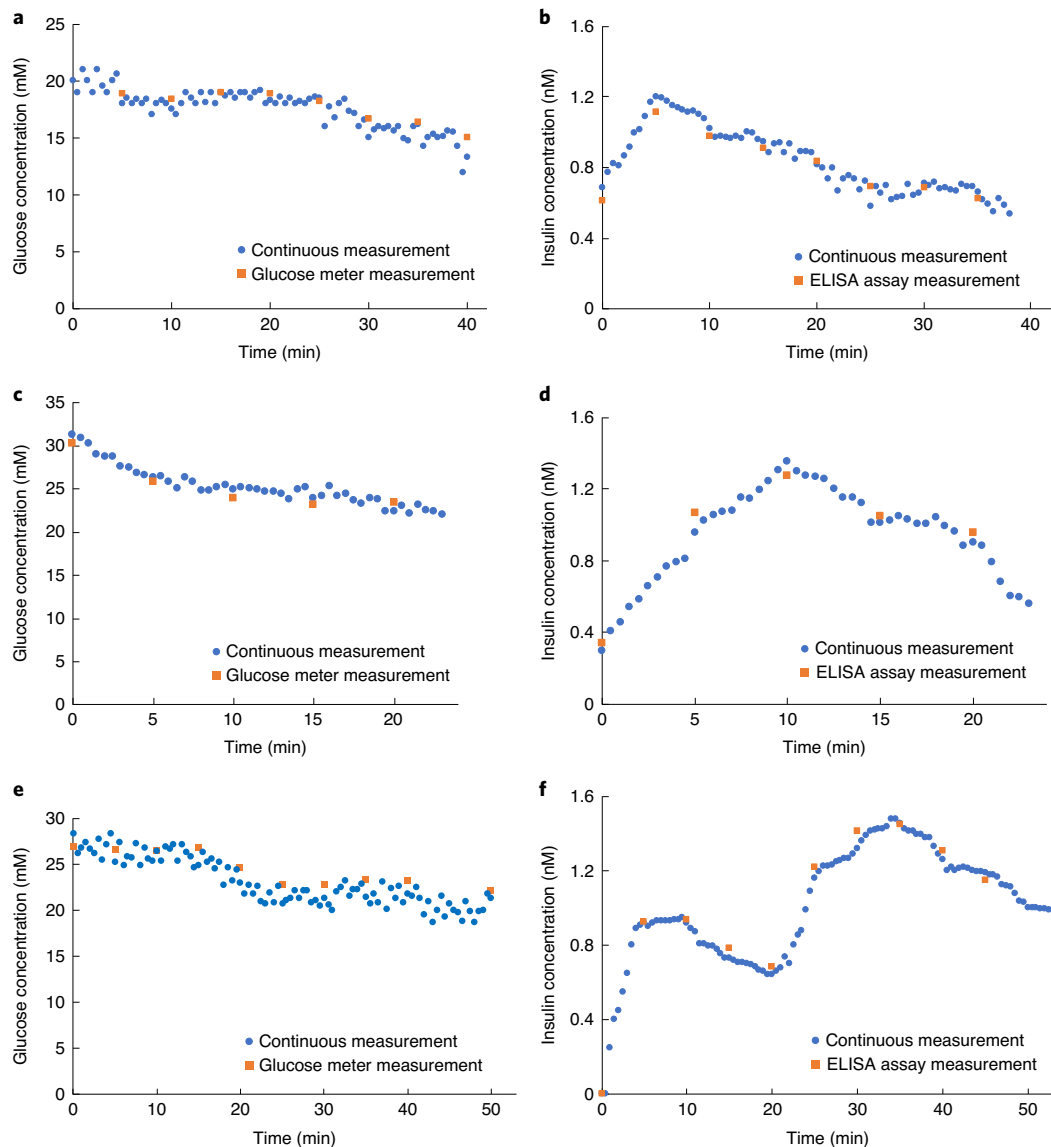 a
Glucose concentration (mM)
25
20
15
10
5
0
0 10 20 30 40
Time (min)
Continuous measurement
Glucose meter measurement
b
Insulin concentration (nM)
1.6
1.2
0.8
0.4
0
0 10 20 30 40
Time (min)
Continuous measurement
ELISA assay measurement
c
Glucose concentration (mM)
35
30
25
20
25
10
5
0
0 5 10 15 20
Time (min)
Continuous measurement
Glucose meter measurement
d
Insulin concentration (nM)
1.6
1.2
0.8
0.4
0
0 5 10 15 20
Time (min)
Continuous measurement
ELISA assay measurement
e
Glucose concentration (mM)
30
25
20
15
10
5
0
0 10 20 30 40 50
Time (min)
Continuous measurement
Glucose meter measurement
f
Insulin concentration (nM)
1.6
1.2
0.8
0.4
0
0 10 20 30 40 50
Time (min)
Continuous measurement
ELISA assay measurement